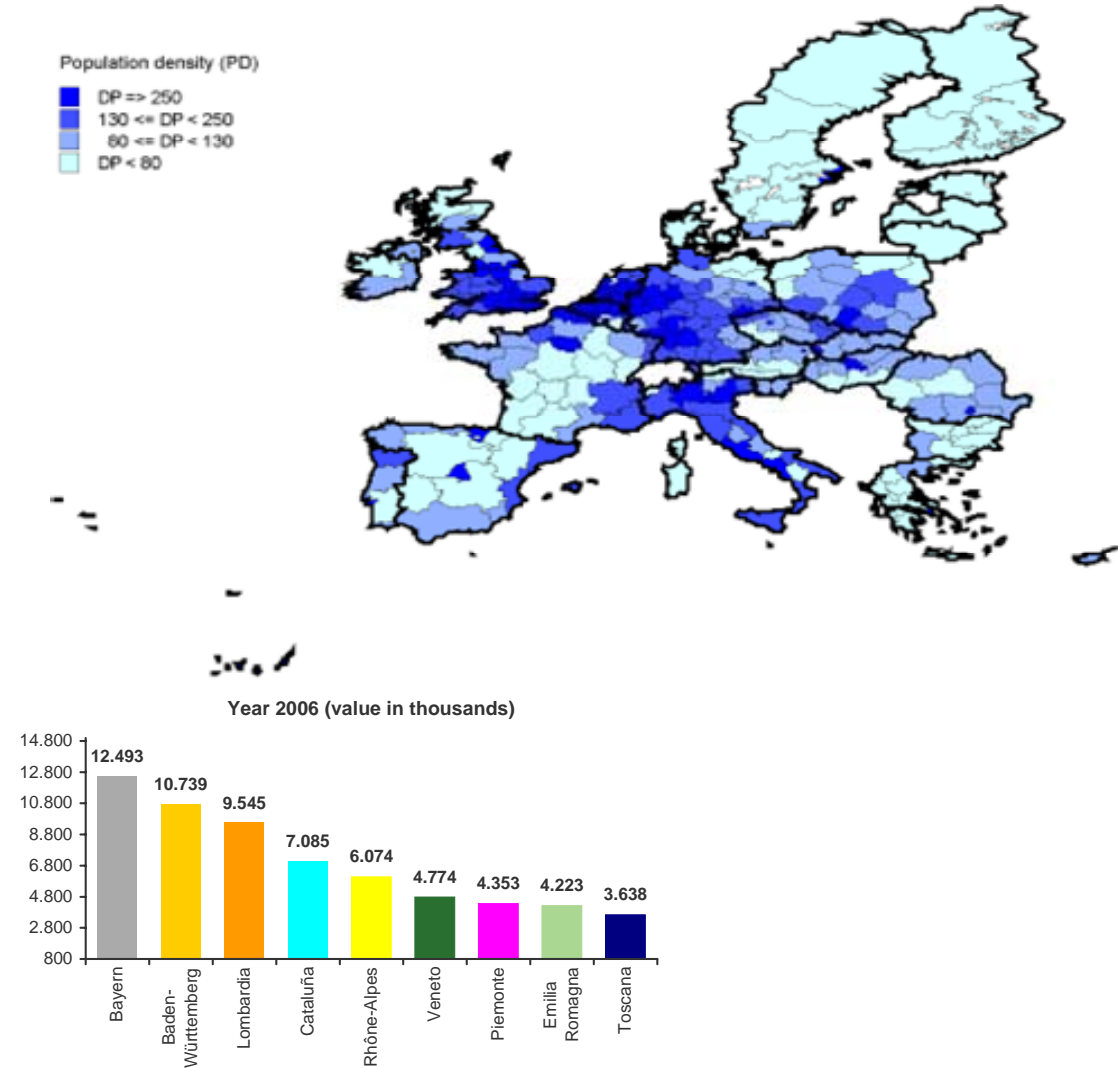 Population density (PD)
DP => 250
130 <= DP < 250
80 <= DP < 130
DP < 80
Year 2006 (value in thousands)
14.800
12.800
10.800
8.800
6.800
4.800
2.800
800
12.493
10.739
9.545
7.085
6.074
4.774
4.353
4.223
3.638
Bayern
Baden-
Württemberg
Lombardia
Cataluña
Rhône-Alpes
Veneto
Piemonte
Emilia
Romagna
Toscana